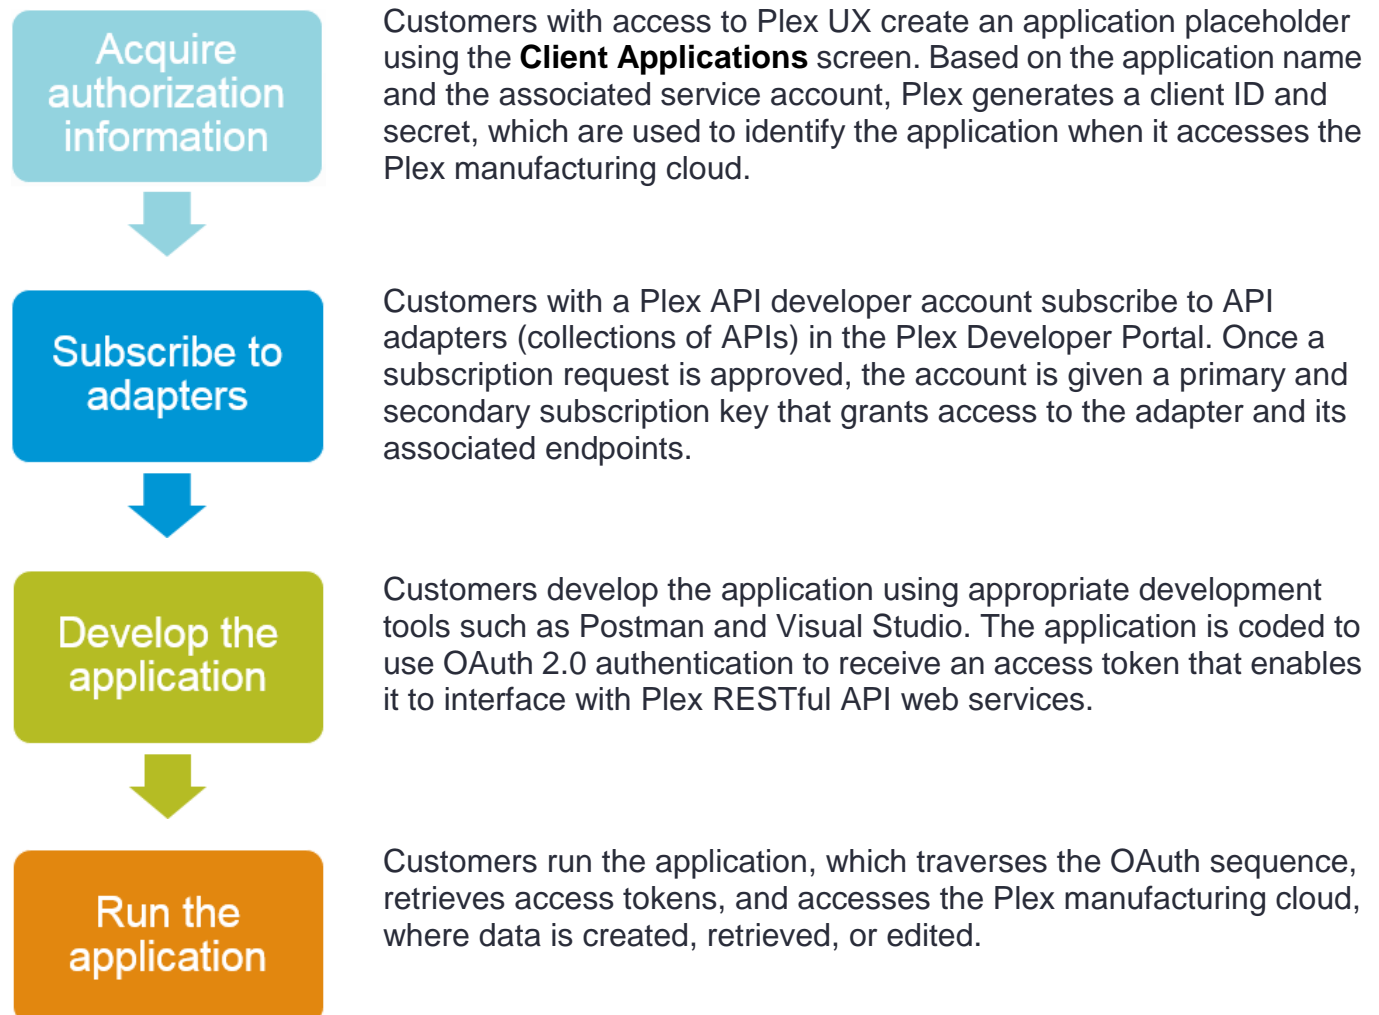 Acquire
authorization
information
Customers with access to Plex UX create an application placeholder
using the Client Applications screen. Based on the application name
and the associated service account, Plex generates a client ID and
secret, which are used to identify the application when it accesses the
Plex manufacturing cloud.
Subscribe to
adapters
Customers with a Plex API developer account subscribe to API
adapters (collections of APIs) in the Plex Developer Portal. Once a
subscription request is approved, the account is given a primary and
secondary subscription key that grants access to the adapter and its
associated endpoints.
Develop the
application
Customers develop the application using appropriate development
tools such as Postman and Visual Studio. The application is coded to
use OAuth 2.0 authentication to receive an access token that enables
it to interface with Plex RESTful API web services.
Run the
application
Customers run the application, which traverses the OAuth sequence,
retrieves access tokens, and accesses the Plex manufacturing cloud,
where data is created, retrieved, or edited.